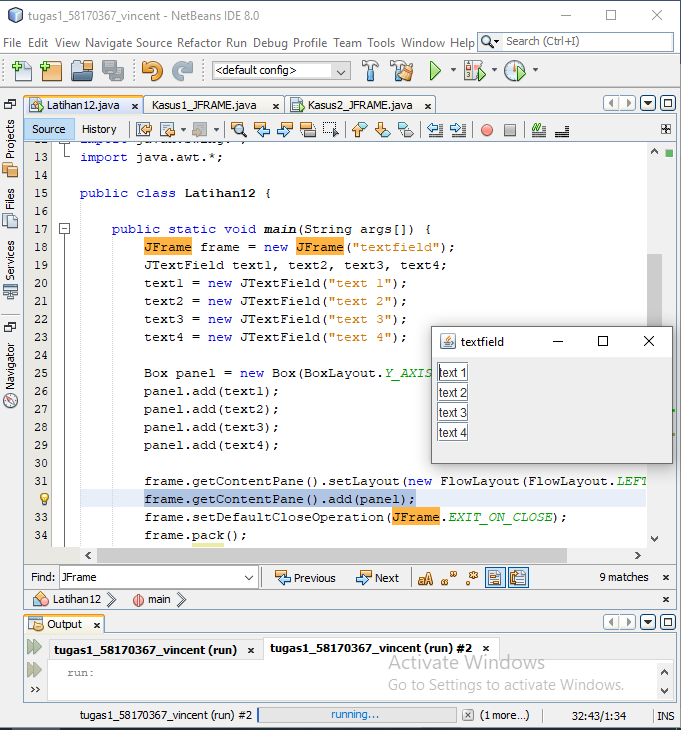 tugas1_58170367_vincent - NetBeans IDE 8.0
File Edit View Navigate Source Refactor Run Debug Profile Team Tools Window Help Search (Ctrl+I)
<default config>
Latihan12.java × Kasus1_JFRAME.java × Kasus2_JFRAME.java ×
Source History
13 import java.awt.*;
14
15 public class Latihan12 {
16
17 public static void main(String args[]) {
18 JFrame frame = new JFrame("textfield");
19 JTextField text1, text2, text3, text4;
20 text1 = new JTextField("text 1");
21 text2 = new JTextField("text 2");
22 text3 = new JTextField("text 3");
23 text4 = new JTextField("text 4");
24
25 Box panel = new Box(BoxLayout.Y_AXIS
26 panel.add(text1);
27 panel.add(text2);
28 panel.add(text3);
29 panel.add(text4);
30
31 frame.getContentPane().setLayout(new FlowLayout(FlowLayout.LEFT
frame.getContentPane().add(panel);
33 frame.setDefaultCloseOperation(JFrame.EXIT_ON_CLOSE);
34 frame.pack();
textfield
text 1
text 2
text 3
text 4
Projects
Files
Services
Navigator
Find: JFrame Previous Next aA 9 matches
Latihan12 main
Output ×
tugas1_58170367_vincent (run) × tugas1_58170367_vincent (run) #2 ×
run:
Activate Windows
Go to Settings to activate Windows.
tugas1_58170367_vincent (run) #2 running... (1 more...) 32:43/1:34 INS